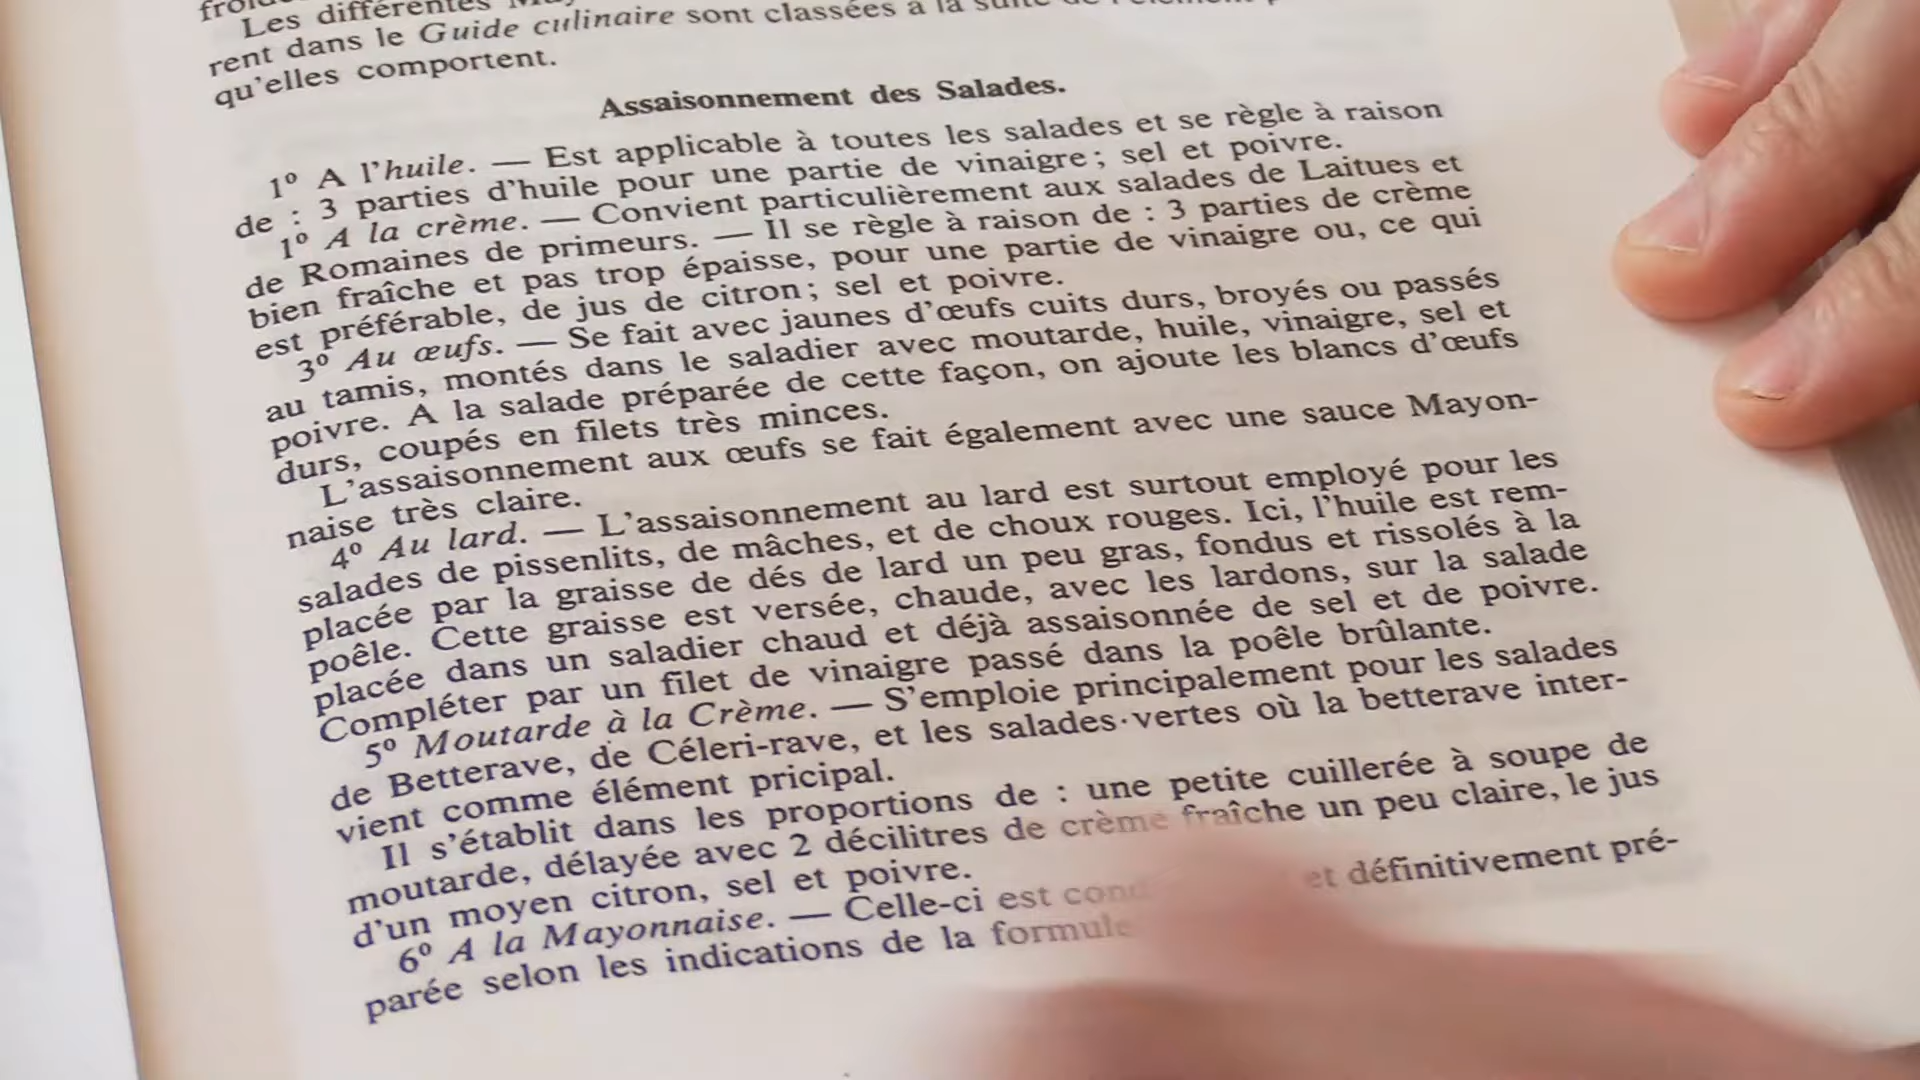 Les différentes
rent dans le Guide culinaire sont classées à la suite de l'élément
qu'elles comportent.
Assaisonnement des Salades.
1º A l'huile. — Est applicable à toutes les salades et se règle à raison
de : 3 parties d'huile pour une partie de vinaigre ; sel et poivre.
1º A la crème. — Convient particulièrement aux salades de Laitues et
de Romaines de primeurs. — Il se règle à raison de : 3 parties de crème
bien fraîche et pas trop épaisse, pour une partie de vinaigre ou, ce qui
est préférable, de jus de citron ; sel et poivre.
3º Au œufs. — Se fait avec jaunes d'œufs cuits durs, broyés ou passés
au tamis, montés dans le saladier avec moutarde, huile, vinaigre, sel et
poivre. A la salade préparée de cette façon, on ajoute les blancs d'œufs
durs, coupés en filets très minces.
L'assaisonnement aux œufs se fait également avec une sauce Mayon-
naise très claire.
4º Au lard. — L'assaisonnement au lard est surtout employé pour les
salades de pissenlits, de mâches, et de choux rouges. Ici, l'huile est rem-
placée par la graisse de dés de lard un peu gras, fondus et rissolés à la
poêle. Cette graisse est versée, chaude, avec les lardons, sur la salade
placée dans un saladier chaud et déjà assaisonnée de sel et de poivre.
Compléter par un filet de vinaigre passé dans la poêle brûlante.
5º Moutarde à la Crème. — S'emploie principalement pour les salades
de Betterave, de Céleri-rave, et les salades·vertes où la betterave inter-
vient comme élément pricipal.
Il s'établit dans les proportions de : une petite cuillerée à soupe de
moutarde, délayée avec 2 décilitres de crème fraîche un peu claire, le jus
d'un moyen citron, sel et poivre.
6º A la Mayonnaise. — Celle-ci est et définitivement pré-
parée selon les indications de la formule